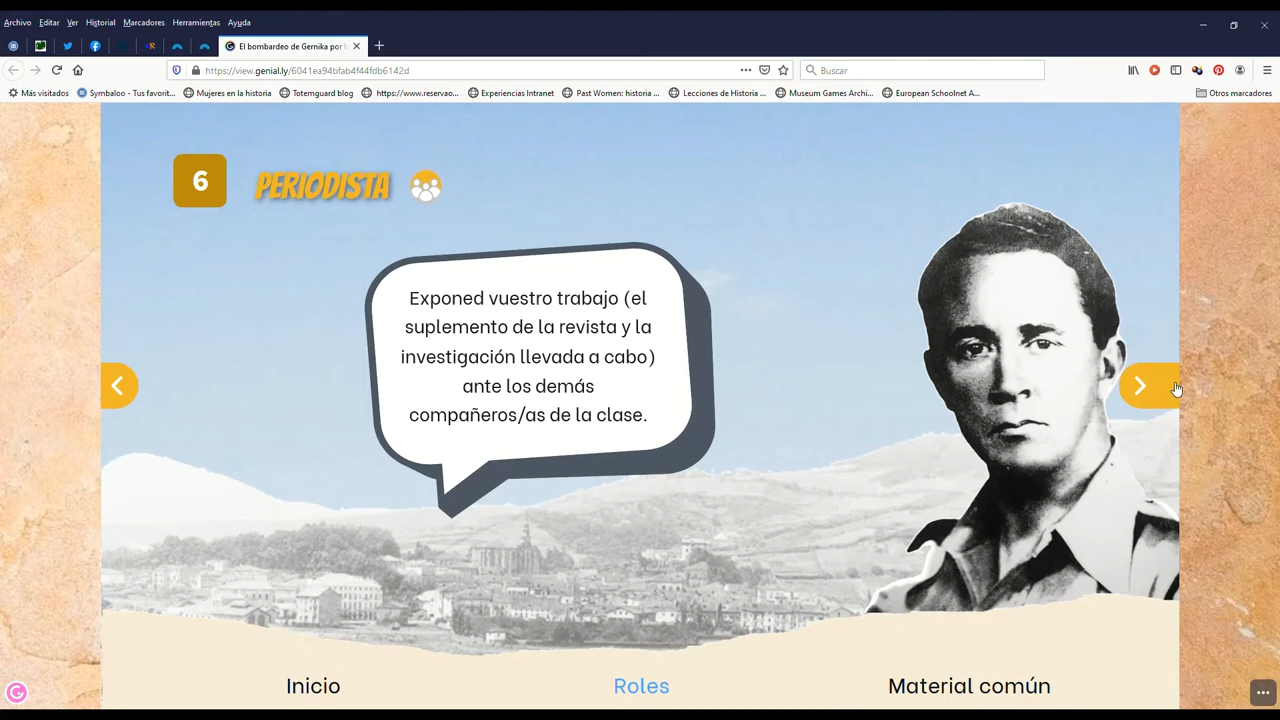 Archivo Editar Ver Historial Marcadores Herramientas Ayuda
El bombardeo de Gernika por
https://view.genial.ly/6041ea94bfab4f44fdb6142d
Buscar
Más visitados Symbaloo - Tus favorit... Mujeres en la historia Totemguard blog https://www.reservao... Experiencias Intranet Past Women: historia ... Lecciones de Historia ... Museum Games Archi... European Schoolnet A... Otros marcadores
6 PERIODISTA
Exponed vuestro trabajo (el
suplemento de la revista y la
investigación llevada a cabo)
ante los demás
compañeros/as de la clase.
Inicio Roles Material común